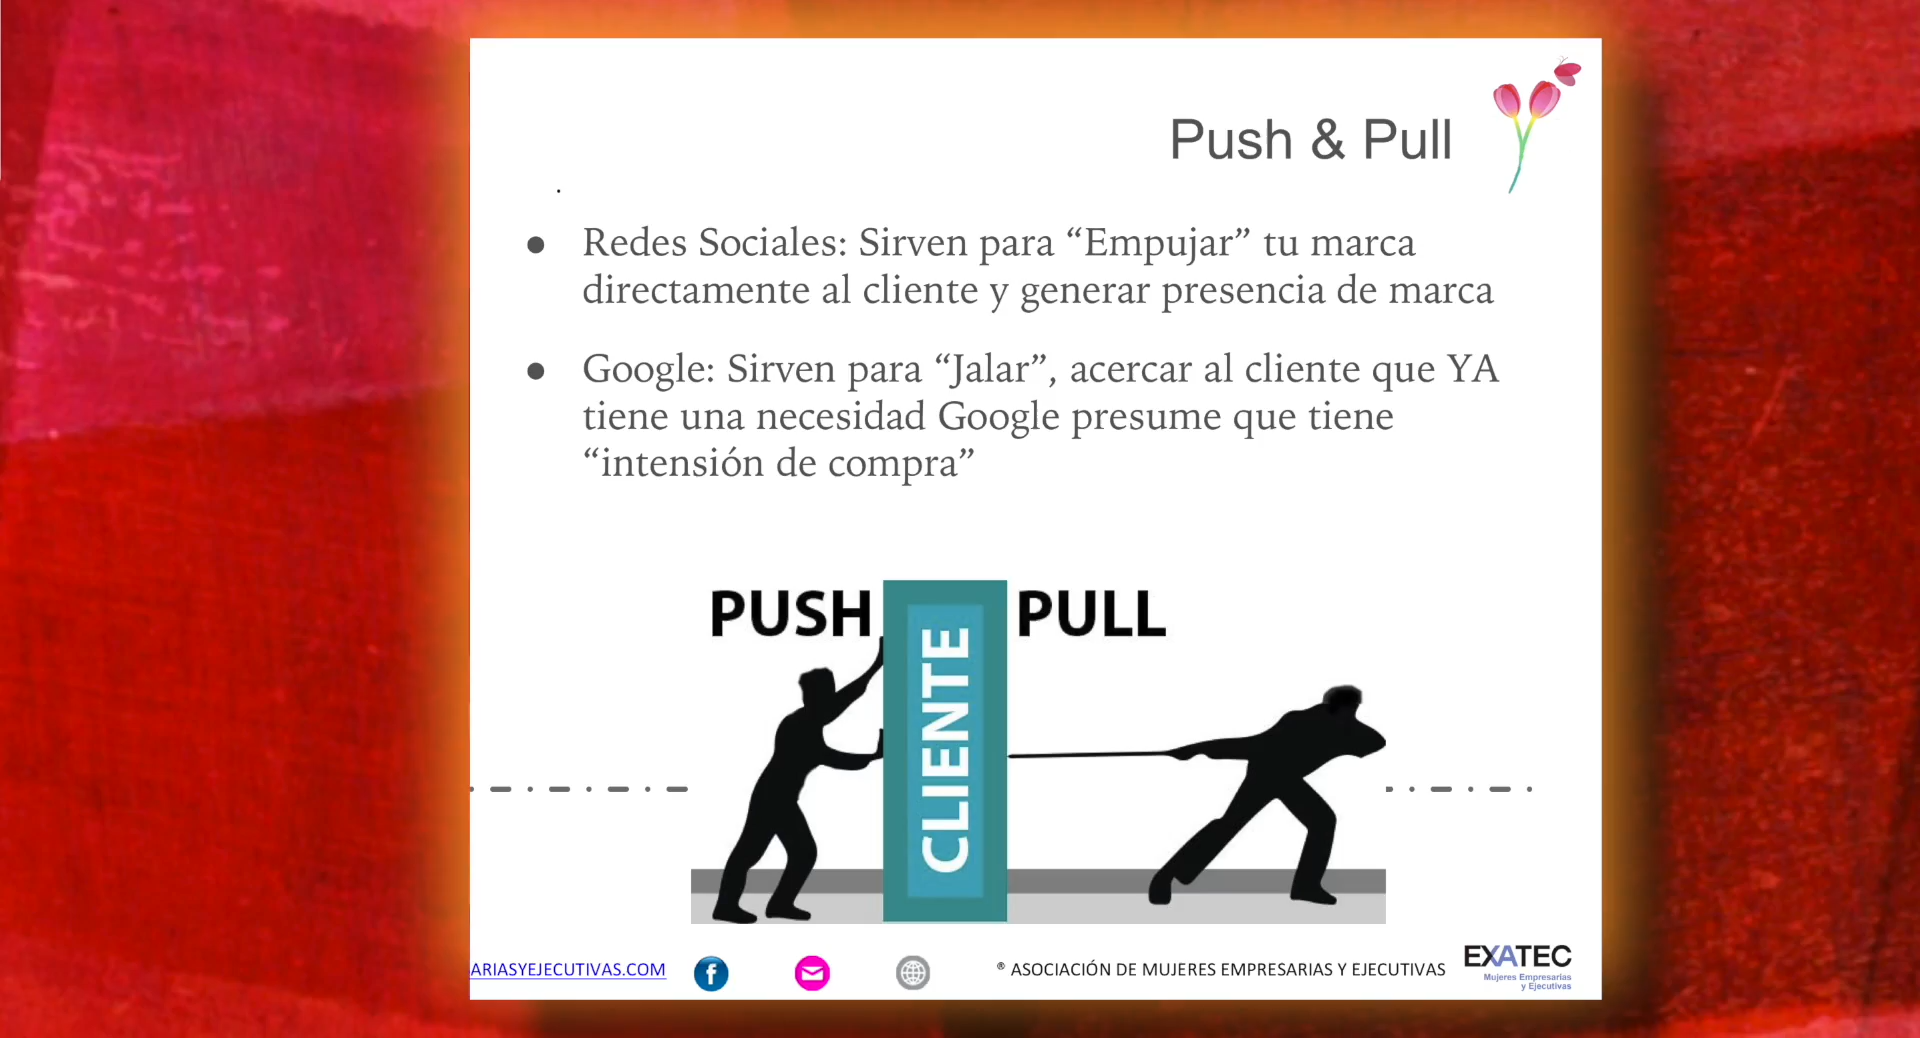 Push & Pull
.
● Redes Sociales: Sirven para “Empujar” tu marca
directamente al cliente y generar presencia de marca
● Google: Sirven para “Jalar”, acercar al cliente que YA
tiene una necesidad Google presume que tiene
“intensión de compra”
PUSH
CLIENTE
PULL
ARIASYEJECUTIVAS.COM
® ASOCIACIÓN DE MUJERES EMPRESARIAS Y EJECUTIVAS
EXATEC
Mujeres Empresarias
y Ejecutivas